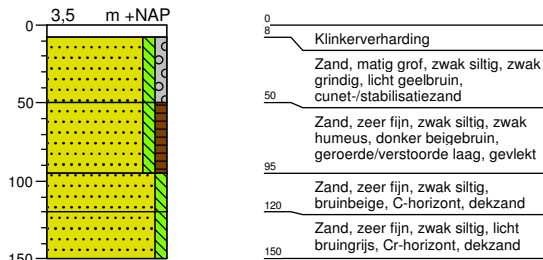 3,5 m +NAP
0
50
100
150
0
8
Klinkerverharding
Zand, matig grof, zwak siltig, zwak
grindig, licht geelbruin,
cunet-/stabilisatiezand
50
Zand, zeer fijn, zwak siltig, zwak
humeus, donker beigebruin,
geroerde/verstoorde laag, gevlekt
95
Zand, zeer fijn, zwak siltig,
bruinbeige, C-horizont, dekzand
120
Zand, zeer fijn, zwak siltig, licht
bruingrijs, Cr-horizont, dekzand
150